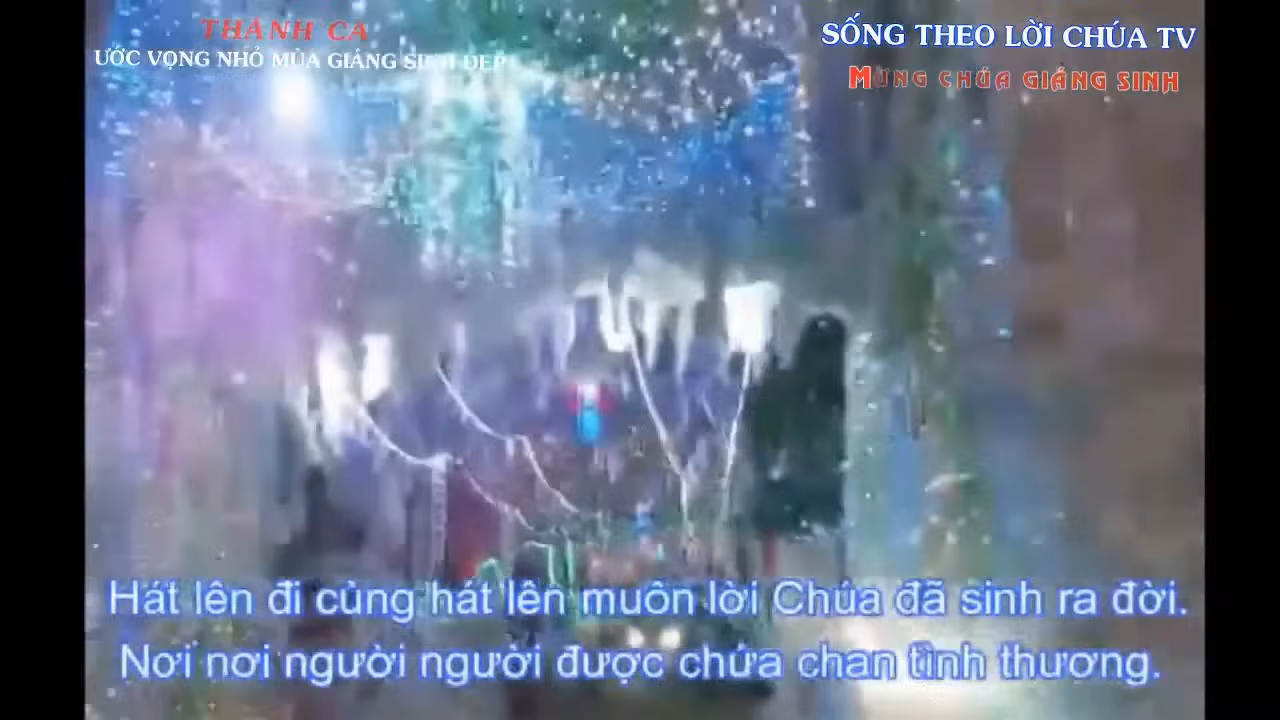 THÁNH CA
ƯỚC VỌNG NHỎ MÙA GIÁNG SINH ĐẸP
SỐNG THEO LỜI CHÚA TV
MỪNG CHÚA GIÁNG SINH
Hát lên đi cùng hát lên muôn lời Chúa đã sinh ra đời.
Nơi nơi người người được chứa chan tình thương.